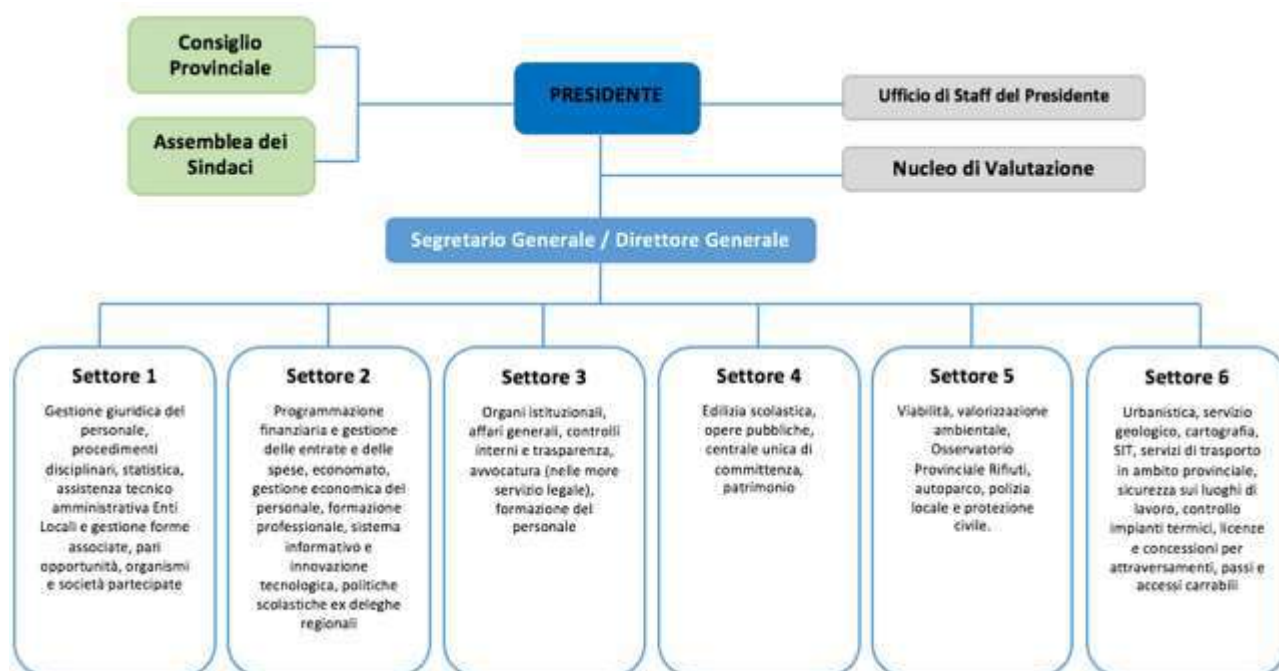 Consiglio
Provinciale
PRESIDENTE
Ufficio di Staff del Presidente
Assemblea dei
Sindaci
Nucleo di Valutazione
Segretario Generale / Direttore Generale
Settore 1
Gestione giuridica del
personale,
procedimenti
disciplinari, statistica,
assistenza tecnico
amministrativa Enti
Locali e gestione forme
associate, pari
opportunità, organismi
e società partecipate
Settore 2
Programmazione
finanziaria e gestione
delle entrate e delle
spese, economato,
gestione economica del
personale, formazione
professionale, sistema
informativo e
innovazione
tecnologica, politiche
scolastiche ex deleghe
regionali
Settore 3
Organi istituzionali,
affari generali, controlli
interni e trasparenza,
avvocatura (nelle more
servizio legale),
formazione del
personale
Settore 4
Edilizia scolastica,
opere pubbliche,
centrale unica di
committenza,
patrimonio
Settore 5
Viabilità, valorizzazione
ambientale,
Osservatorio
Provinciale Rifiuti,
autoparco, polizia
locale e protezione
civile.
Settore 6
Urbanistica, servizio
geologico, cartografia,
SIT, servizi di trasporto
in ambito provinciale,
sicurezza sui luoghi di
lavoro, controllo
impianti termici, licenze
e concessioni per
attraversamenti, passi e
accessi carrabili